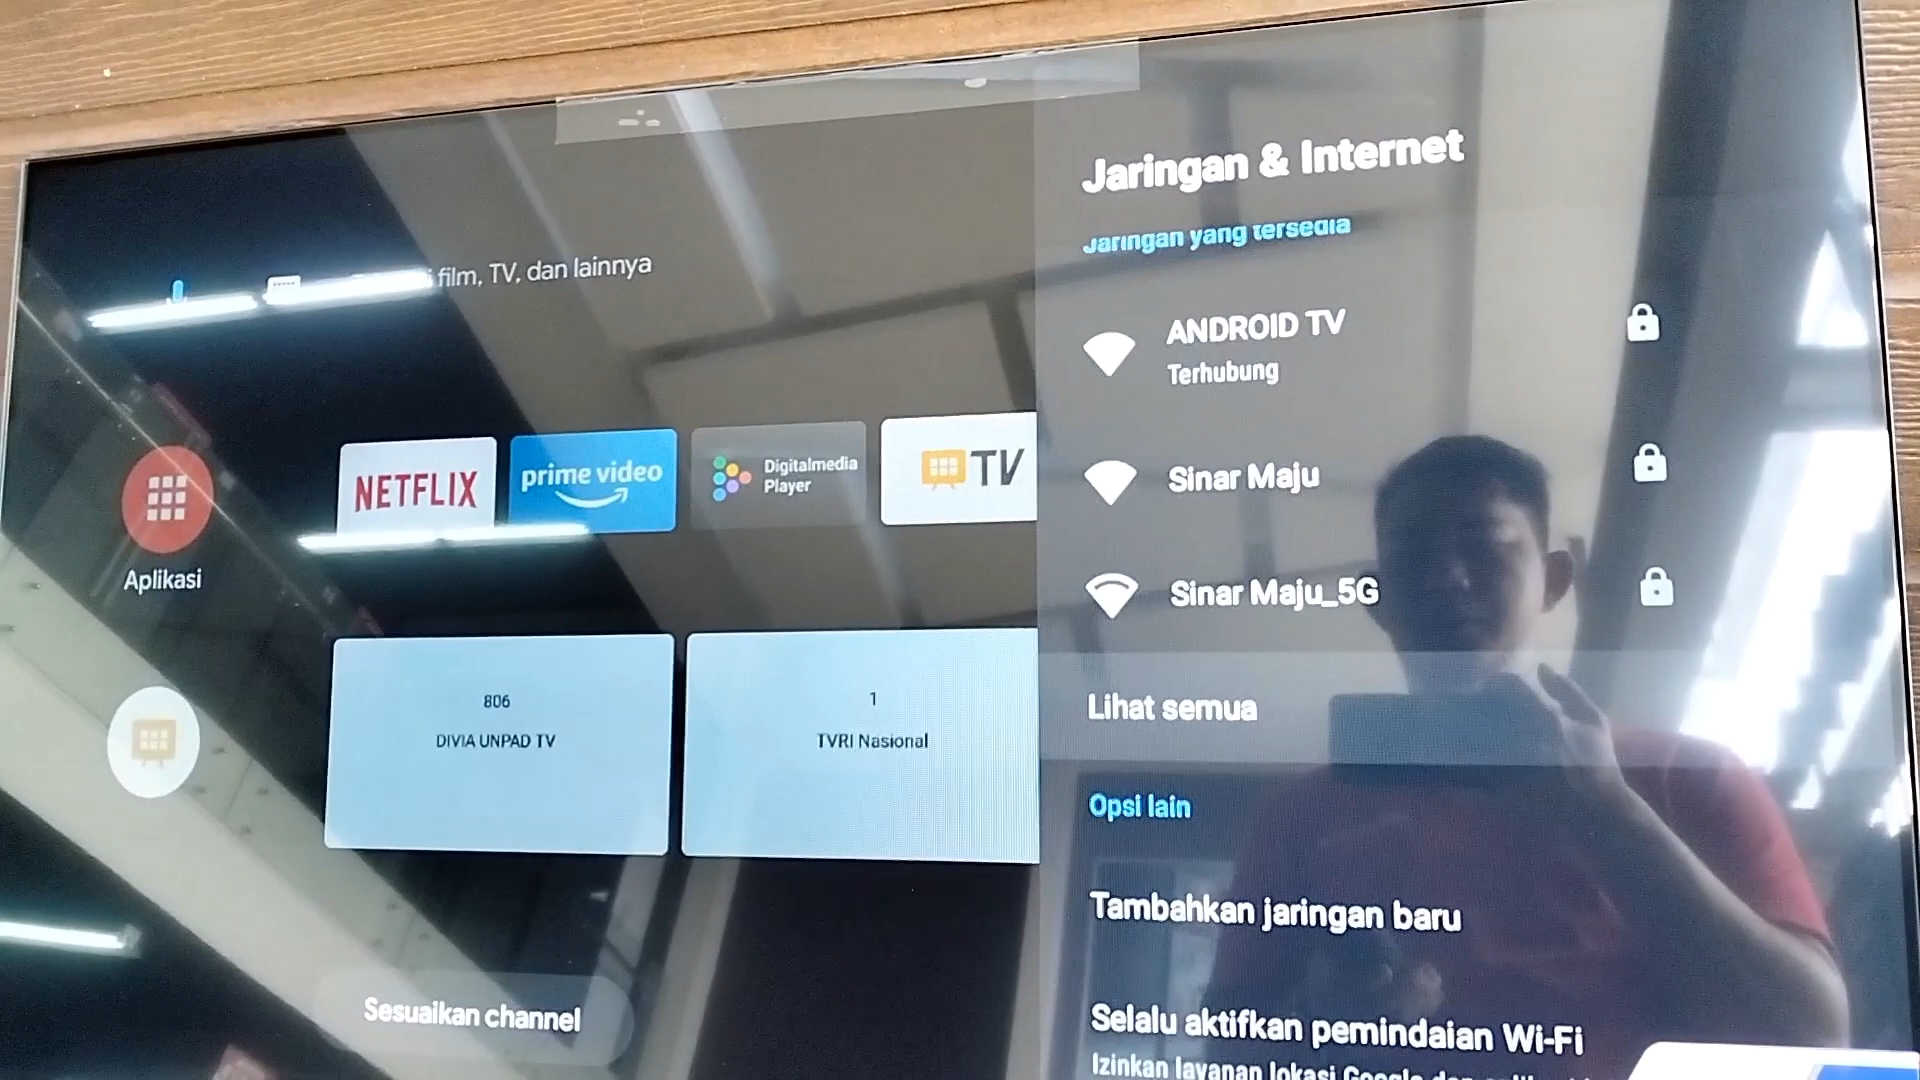 Jaringan & Internet
Jaringan yang tersedia
film, TV, dan lainnya
ANDROID TV
Terhubung
Sinar Maju
Sinar Maju_5G
NETFLIX
prime video
Digitalmedia
Player
TV
Aplikasi
Lihat semua
806
DIVIA UNPAD TV
1
TVRI Nasional
Opsi lain
Tambahkan jaringan baru
Sesuaikan channel
Selalu aktifkan pemindaian Wi-Fi
Izinkan layanan lokasi Google dan